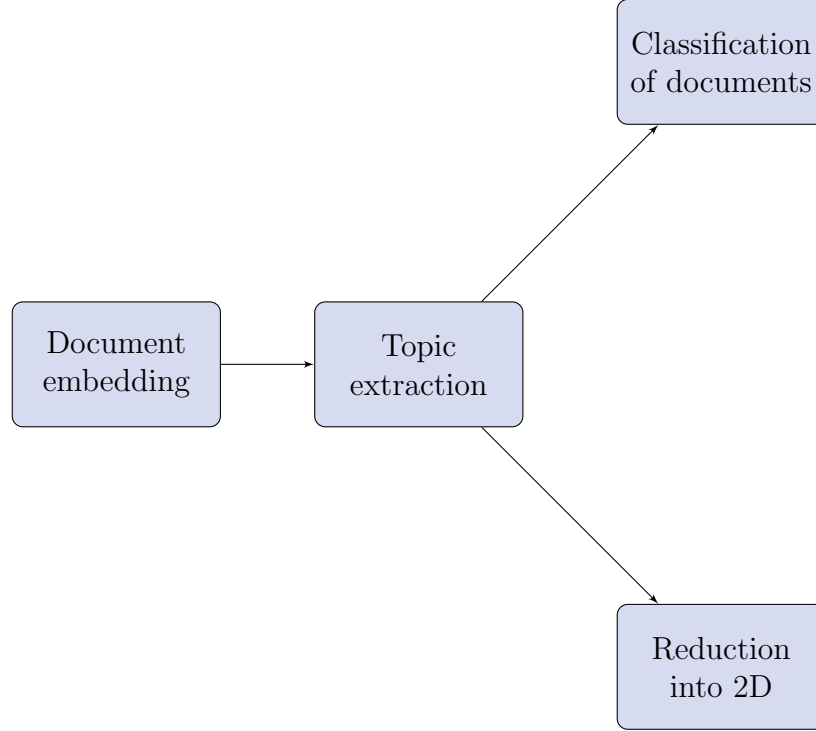 Classification
of documents
Document
embedding
Topic
extraction
Reduction
into 2D